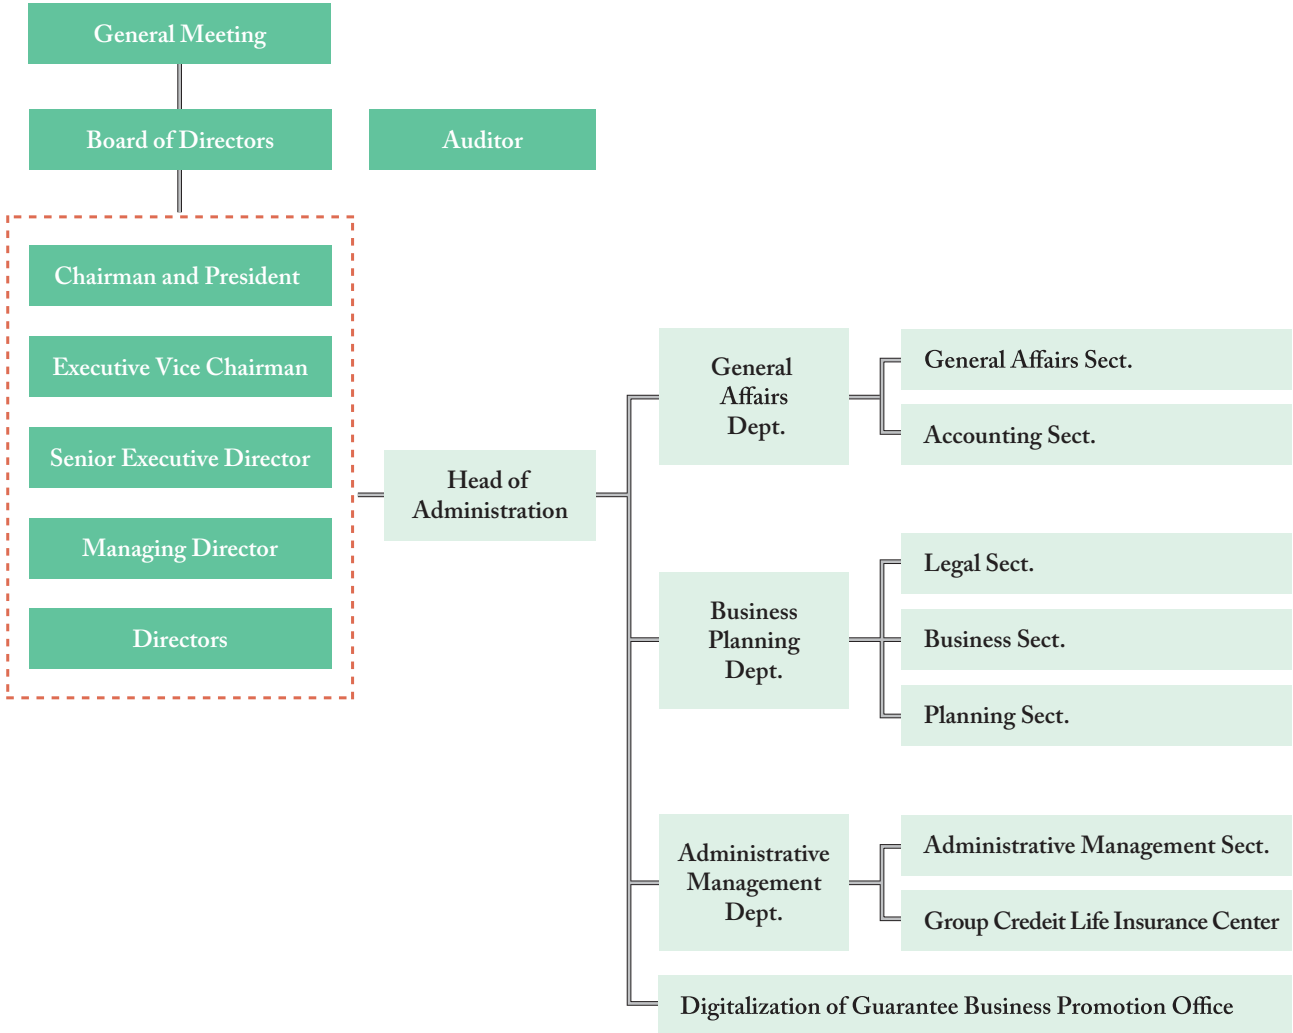 General Meeting
Board of Directors
Auditor
Chairman and President
Executive Vice Chairman
Senior Executive Director
Managing Director
Directors
Head of
Administration
General
Affairs
Dept.
General Affairs Sect.
Accounting Sect.
Business
Planning
Dept.
Legal Sect.
Business Sect.
Planning Sect.
Administrative
Management
Dept.
Administrative Management Sect.
Group Credeit Life Insurance Center
Digitalization of Guarantee Business Promotion Office